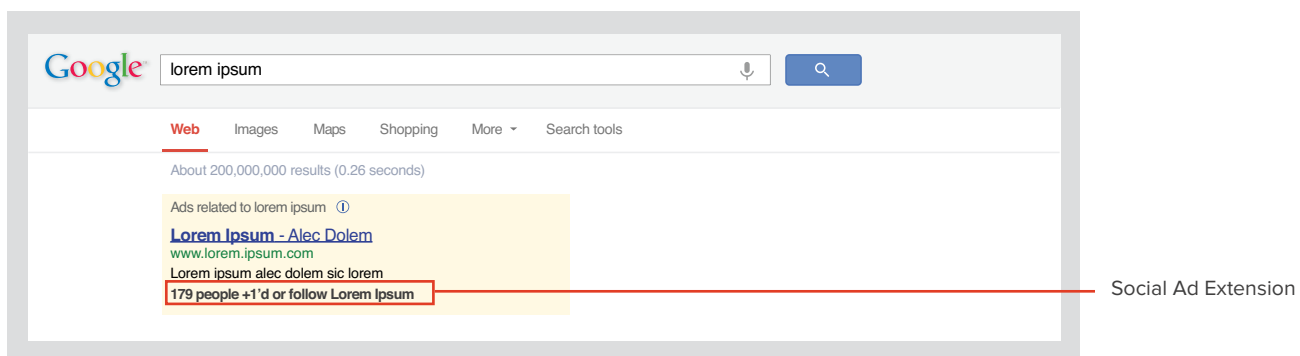 Google
lorem ipsum
Web Images Maps Shopping More Search tools
About 200,000,000 results (0.26 seconds)
Ads related to lorem ipsum
Lorem Ipsum - Alec Dolem
www.lorem.ipsum.com
Lorem ipsum alec dolem sic lorem
179 people +1'd or follow Lorem Ipsum
Social Ad Extension